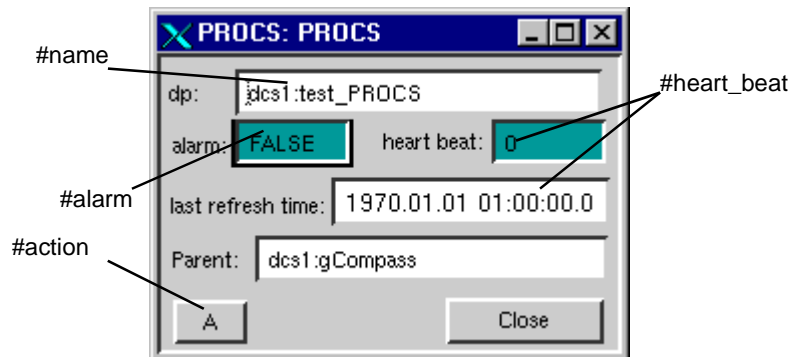 PROCS: PROCS
#name
dp: dcs1:test_PROCS
#heart_beat
alarm: FALSE heart beat: 0
#alarm
last refresh time: 1970.01.01 01:00:00.0
#action
Parent: dcs1:gCompass
A Close